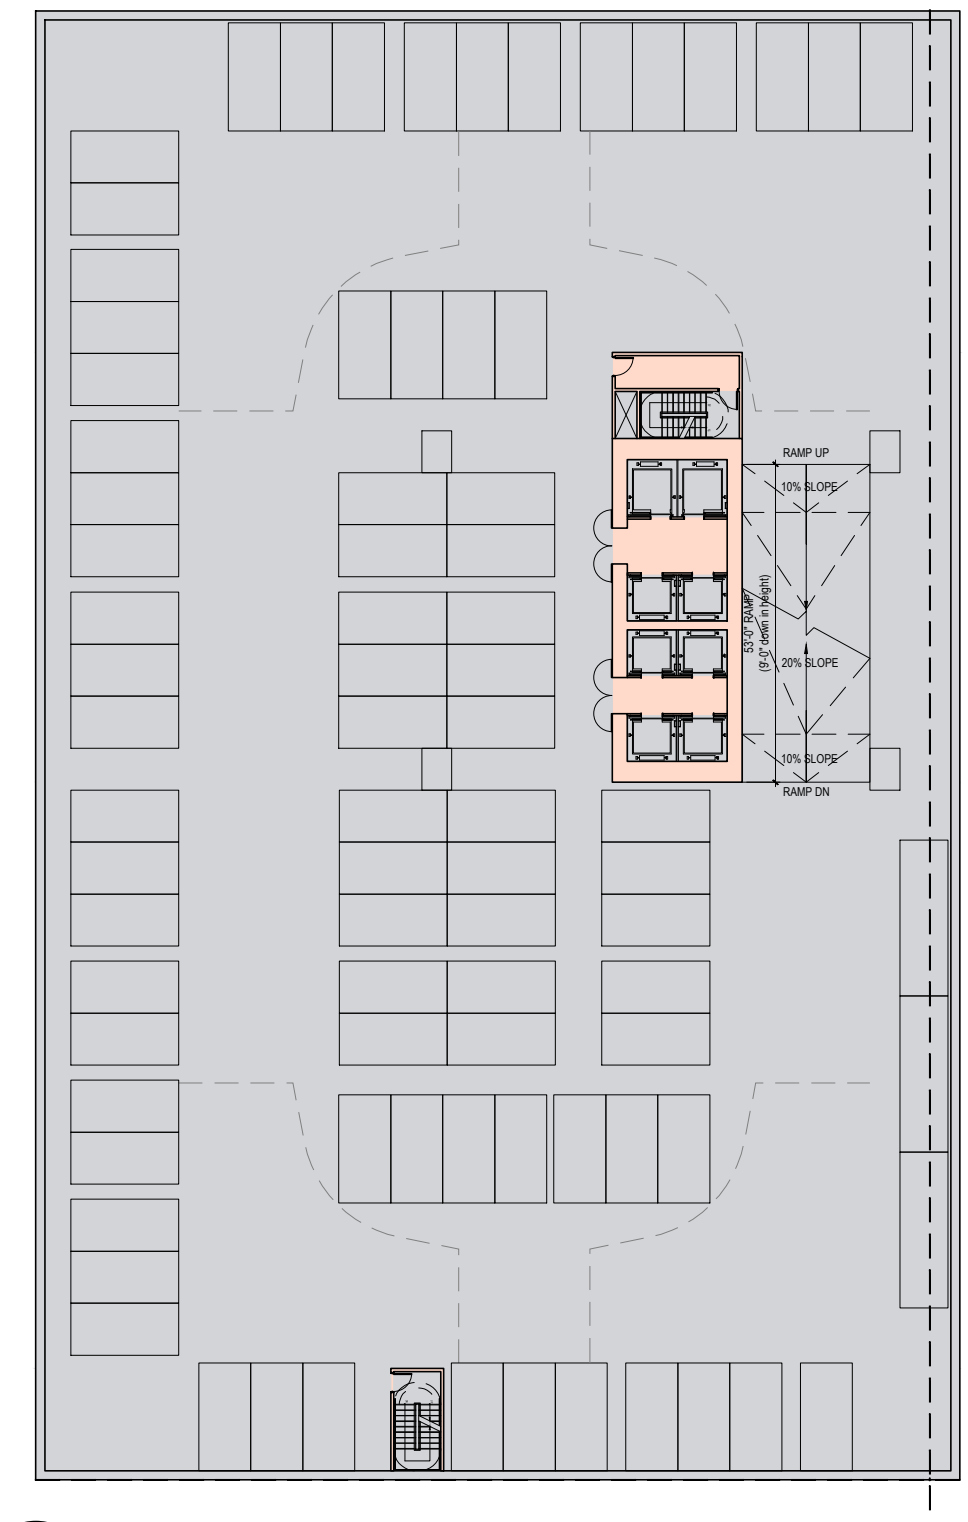 RAMP UP
10% SLOPE
53'-0" RAMP
(9'-0" down in height)
20% SLOPE
10% SLOPE
RAMP DN